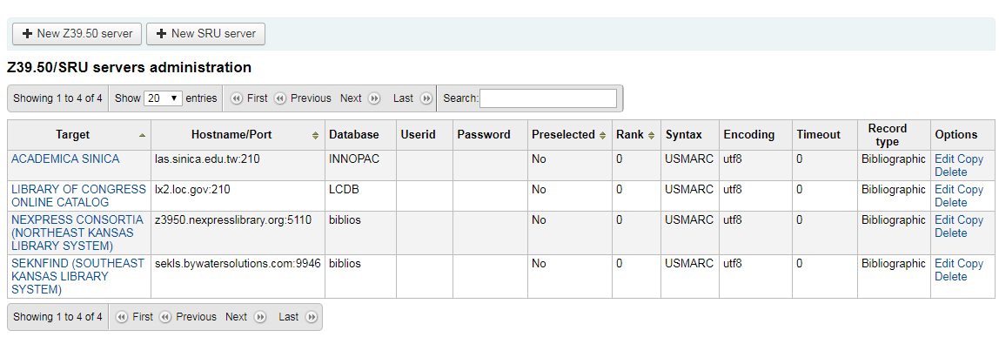 New Z39.50 server New SRU server
Z39.50/SRU servers administration
Showing 1 to 4 of 4 Show 20 entries First Previous Next Last Search:
Target Hostname/Port Database Userid Password Preselected Rank Syntax Encoding Timeout Record type Options
ACADEMICA SINICA las.sinica.edu.tw:210 INNOPAC No 0 USMARC utf8 0 Bibliographic Edit Copy
Delete
LIBRARY OF CONGRESS lx2.loc.gov:210 LCDB No 0 USMARC utf8 0 Bibliographic Edit Copy
ONLINE CATALOG Delete
NEXPRESS CONSORTIA z3950.nexpresslibrary.org:5110 biblios No 0 USMARC utf8 0 Bibliographic Edit Copy
(NORTHEAST KANSAS Delete
LIBRARY SYSTEM)
SEKNFIND (SOUTHEAST sekls.bywatersolutions.com:9946 biblios No 0 USMARC utf8 0 Bibliographic Edit Copy
KANSAS LIBRARY Delete
SYSTEM)
Showing 1 to 4 of 4 First Previous Next Last